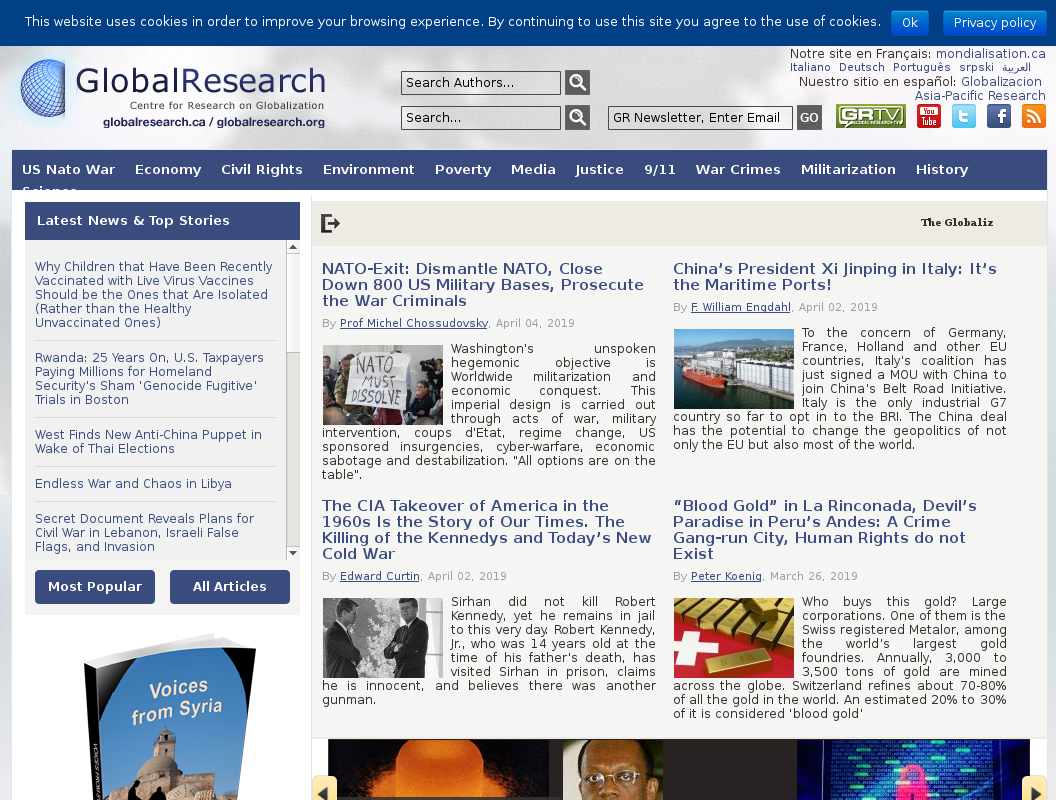 This website uses cookies in order to improve your browsing experience. By continuing to use this site you agree to the use of cookies.
Ok
Privacy policy
Notre site en Français: mondialisation.ca
Italiano Deutsch Português srpski العربية
Nuestro sitio en español: Globalizacion
Asia-Pacific Research
GlobalResearch
Centre for Research on Globalization
globalresearch.ca / globalresearch.org
Search Authors...
Search...
GR Newsletter, Enter Email
GO
GRTV
GLOBAL RESEARCH TV
You
Tube
US Nato War
Economy
Civil Rights
Environment
Poverty
Media
Justice
9/11
War Crimes
Militarization
History
Science
Latest News & Top Stories
Why Children that Have Been Recently
Vaccinated with Live Virus Vaccines
Should be the Ones that Are Isolated
(Rather than the Healthy
Unvaccinated Ones)
Rwanda: 25 Years On, U.S. Taxpayers
Paying Millions for Homeland
Security's Sham 'Genocide Fugitive'
Trials in Boston
West Finds New Anti-China Puppet in
Wake of Thai Elections
Endless War and Chaos in Libya
Secret Document Reveals Plans for
Civil War in Lebanon, Israeli False
Flags, and Invasion
Most Popular
All Articles
Voices
from Syria
The Globaliz
NATO-Exit: Dismantle NATO, Close
Down 800 US Military Bases, Prosecute
the War Criminals
By Prof Michel Chossudovsky, April 04, 2019
NATO
MUST
DISSOLVE
Washington's unspoken
hegemonic objective is
Worldwide militarization and
economic conquest. This
imperial design is carried out
through acts of war, military
intervention, coups d'Etat, regime change, US
sponsored insurgencies, cyber-warfare, economic
sabotage and destabilization. "All options are on the
table".
China’s President Xi Jinping in Italy: It’s
the Maritime Ports!
By F. William Engdahl, April 02, 2019
To the concern of Germany,
France, Holland and other EU
countries, Italy's coalition has
just signed a MOU with China to
join China's Belt Road Initiative.
Italy is the only industrial G7
country so far to opt in to the BRI. The China deal
has the potential to change the geopolitics of not
only the EU but also most of the world.
The CIA Takeover of America in the
1960s Is the Story of Our Times. The
Killing of the Kennedys and Today’s New
Cold War
By Edward Curtin, April 02, 2019
Sirhan did not kill Robert
Kennedy, yet he remains in jail
to this very day. Robert Kennedy,
Jr., who was 14 years old at the
time of his father's death, has
visited Sirhan in prison, claims
he is innocent, and believes there was another
gunman.
“Blood Gold” in La Rinconada, Devil’s
Paradise in Peru’s Andes: A Crime
Gang-run City, Human Rights do not
Exist
By Peter Koenig, March 26, 2019
Who buys this gold? Large
corporations. One of them is the
Swiss registered Metalor, among
the world's largest gold
foundries. Annually, 3,000 to
3,500 tons of gold are mined
across the globe. Switzerland refines about 70-80%
of all the gold in the world. An estimated 20% to 30%
of it is considered 'blood gold'